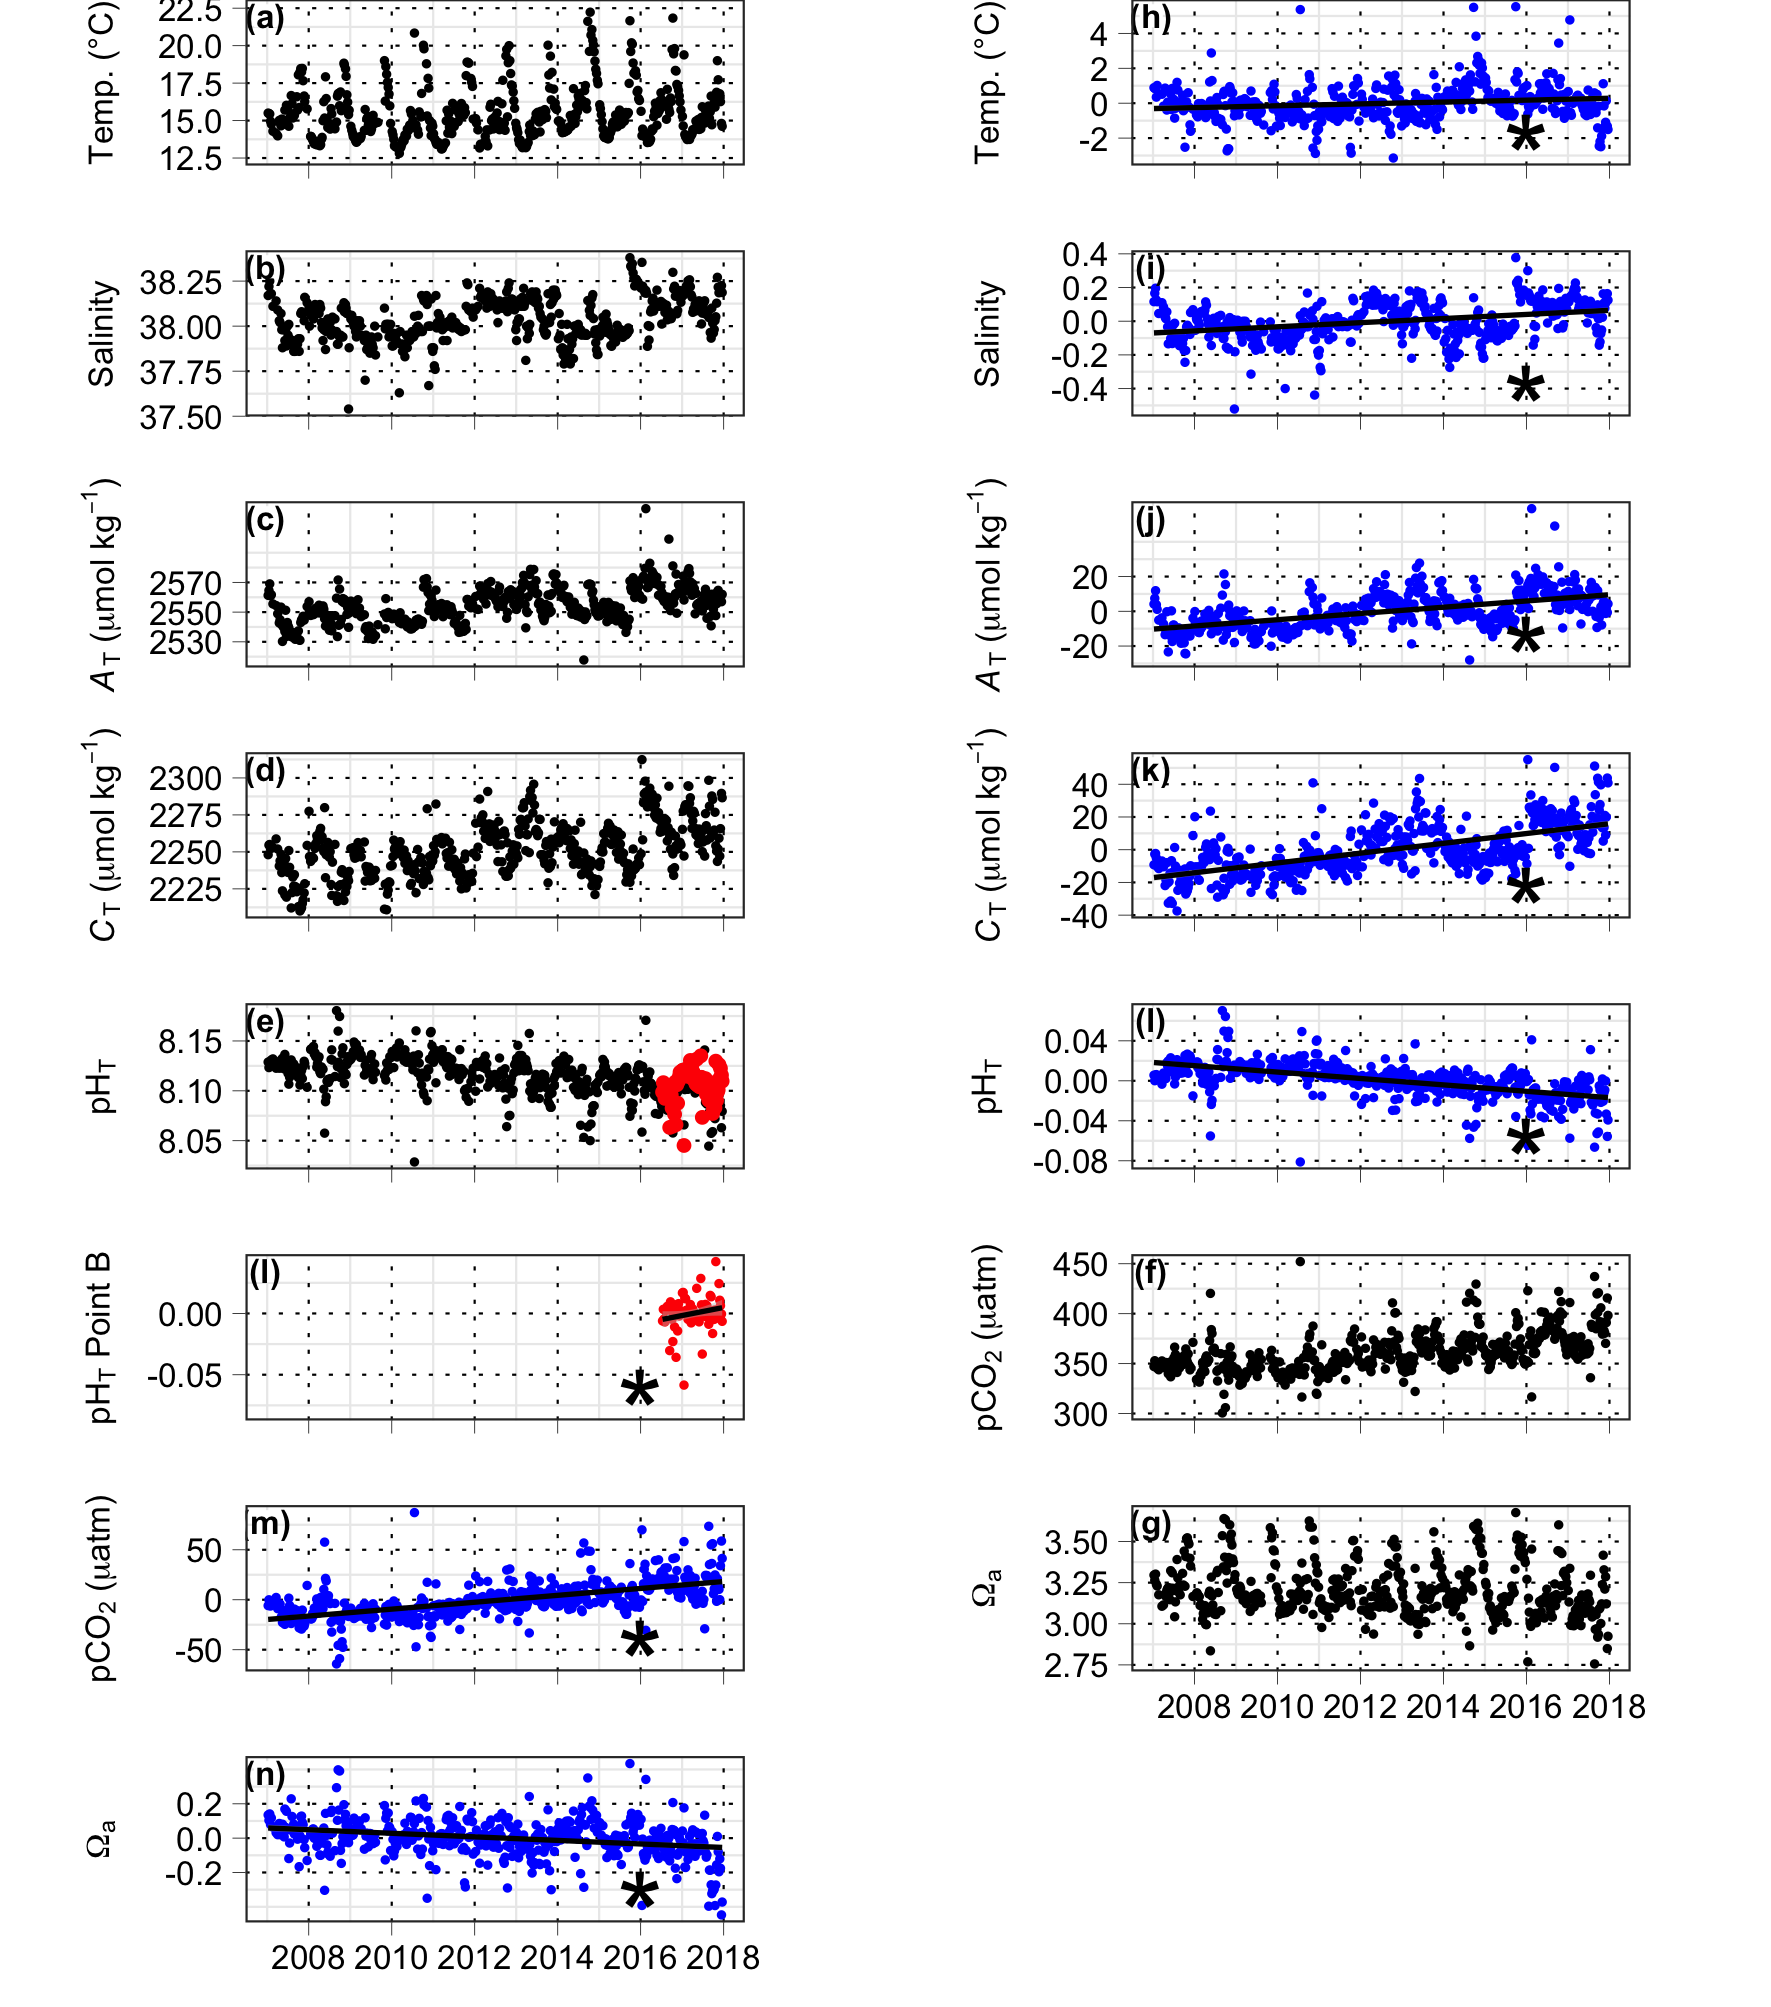 (a)
22.5
20.0
17.5
15.0
12.5
Temp. (°C)
(h)
4
2
0
-2
Temp. (°C)
*
(b)
38.25
38.00
37.75
37.50
Salinity
(i)
0.4
0.2
0.0
-0.2
-0.4
Salinity
*
(c)
2570
2550
2530
A_T (µmol kg⁻¹)
(j)
20
0
-20
A_T (µmol kg⁻¹)
*
(d)
2300
2275
2250
2225
C_T (µmol kg⁻¹)
(k)
40
20
0
-20
-40
C_T (µmol kg⁻¹)
*
(e)
8.15
8.10
8.05
pH_T
(l)
0.04
0.00
-0.04
-0.08
pH_T
*
(l)
0.00
-0.05
pH_T Point B
*
(f)
450
400
350
300
pCO₂ (µatm)
(m)
50
0
-50
pCO₂ (µatm)
*
(g)
3.50
3.25
3.00
2.75
Ωa
2008 2010 2012 2014 2016 2018
(n)
0.2
0.0
-0.2
Ωa
*
2008 2010 2012 2014 2016 2018